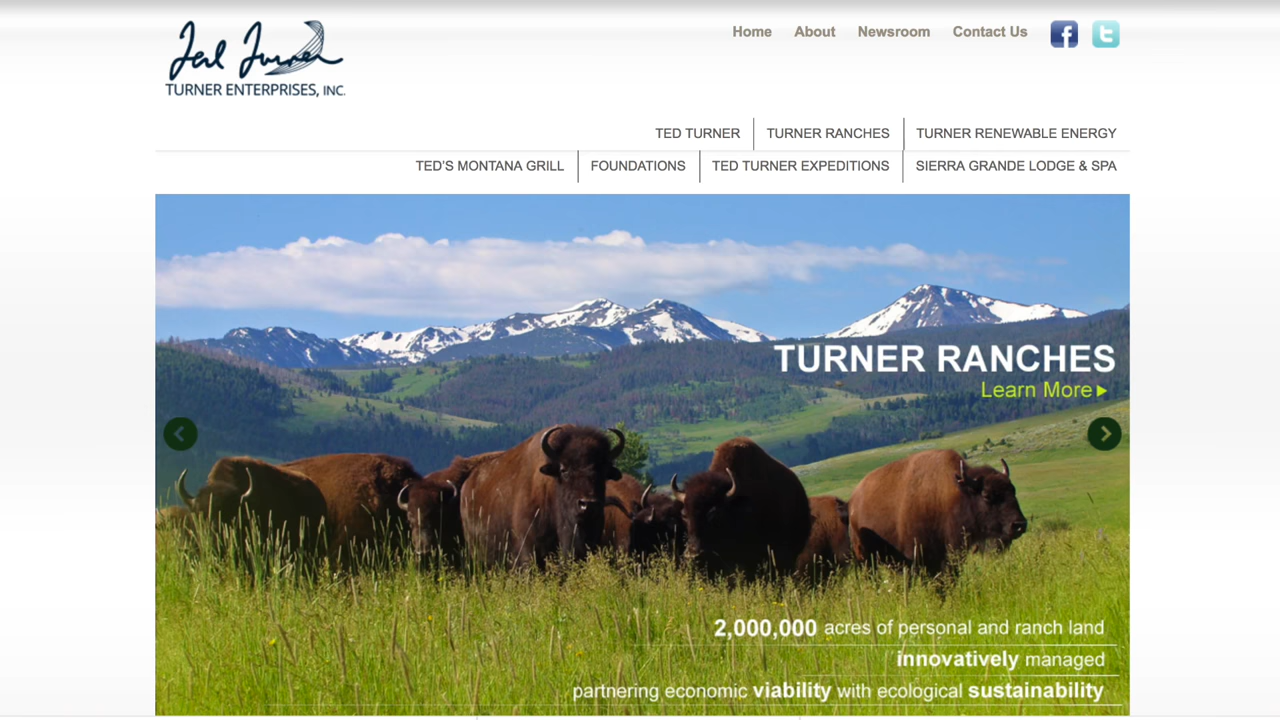 Ted Turner
TURNER ENTERPRISES, INC.
Home About Newsroom Contact Us
TED TURNER TURNER RANCHES TURNER RENEWABLE ENERGY
TED'S MONTANA GRILL FOUNDATIONS TED TURNER EXPEDITIONS SIERRA GRANDE LODGE & SPA
TURNER RANCHES
Learn More
2,000,000 acres of personal and ranch land
innovatively managed
partnering economic viability with ecological sustainability